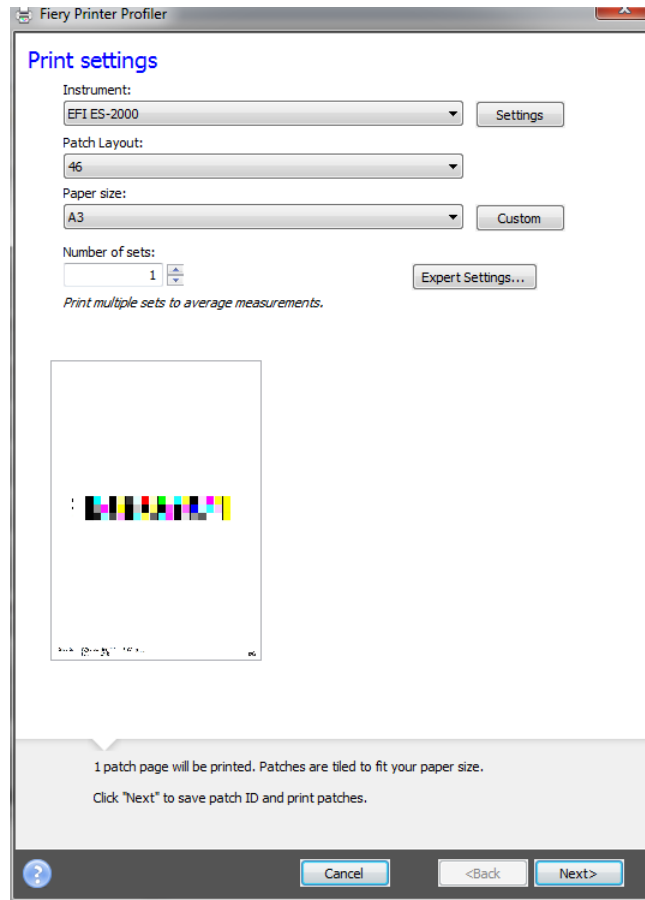 Fiery Printer Profiler
Print settings
Instrument:
EFI ES-2000
Settings
Patch Layout:
46
Paper size:
A3
Custom
Number of sets:
1
Expert Settings...
Print multiple sets to average measurements.
1 patch page will be printed. Patches are tiled to fit your paper size.
Click "Next" to save patch ID and print patches.
?
Cancel
<Back
Next>